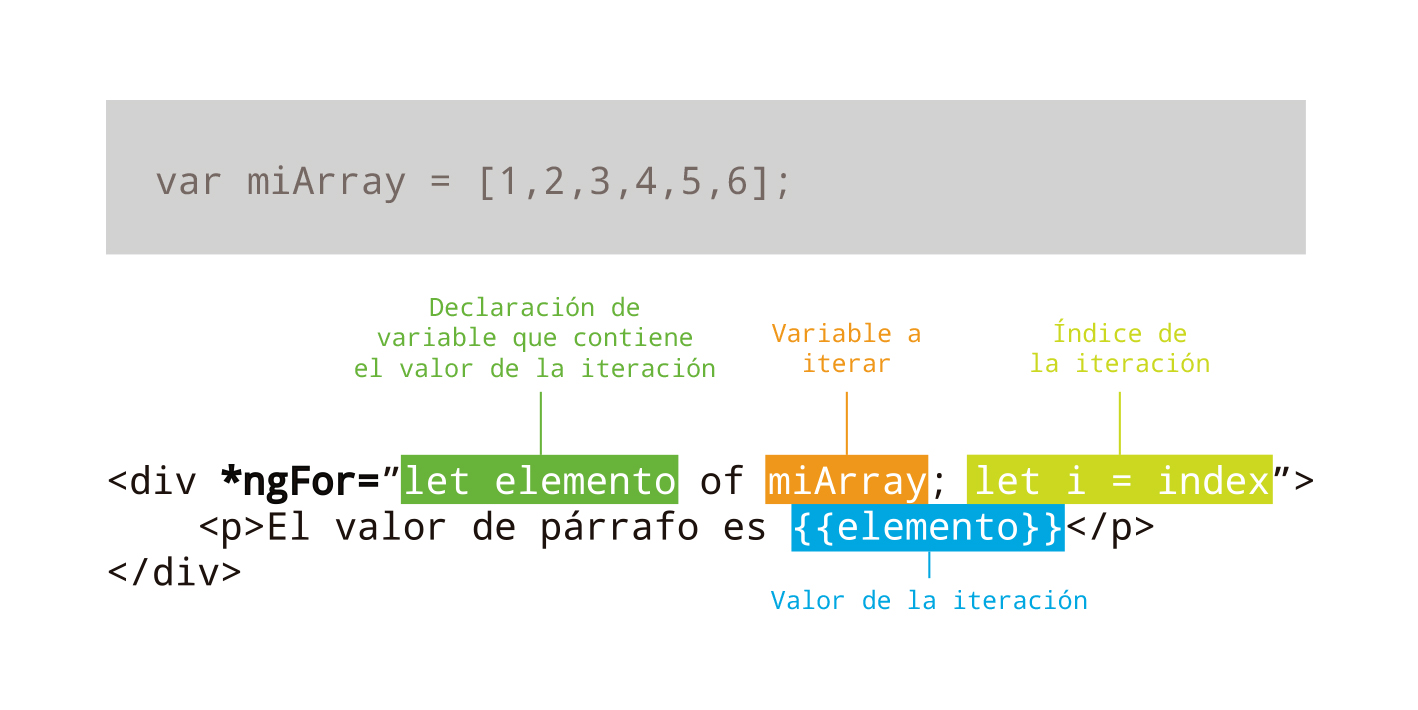 var miArray = [1,2,3,4,5,6];
Declaración de
variable que contiene
el valor de la iteración
Variable a
iterar
Índice de
la iteración
<div *ngFor=”let elemento of miArray; let i = index”>
<p>El valor de párrafo es {{elemento}}</p>
</div>
Valor de la iteración